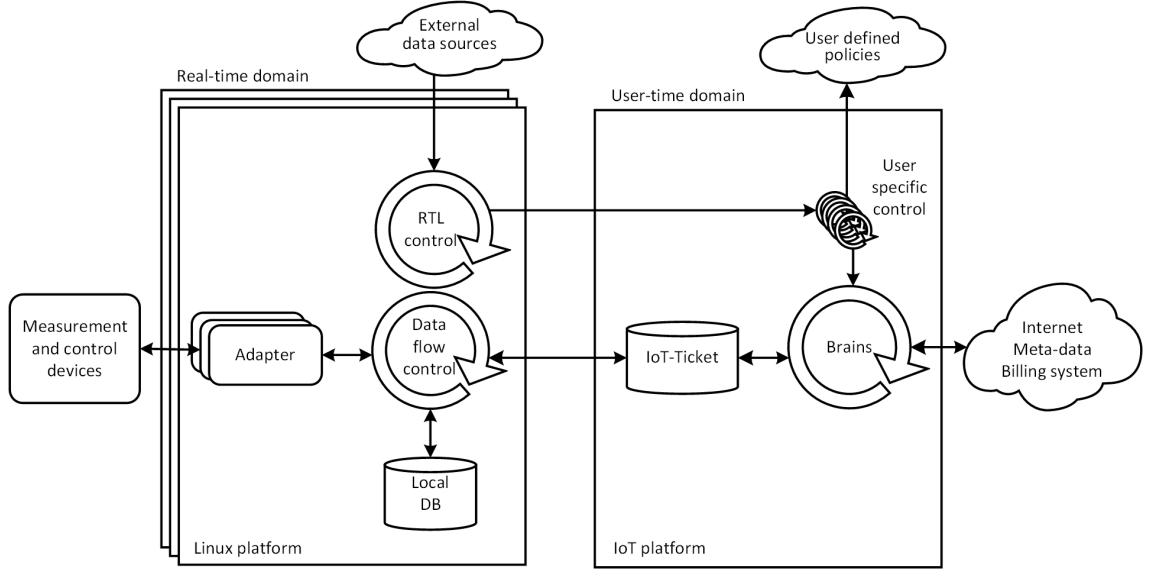 External
data sources
User defined
policies
Real-time domain
User-time domain
User
specific
control
RTL
control
Measurement
and control
devices
Adapter
Data
flow
control
IoT-Ticket
Brains
Internet
Meta-data
Billing system
Local
DB
Linux platform
IoT platform